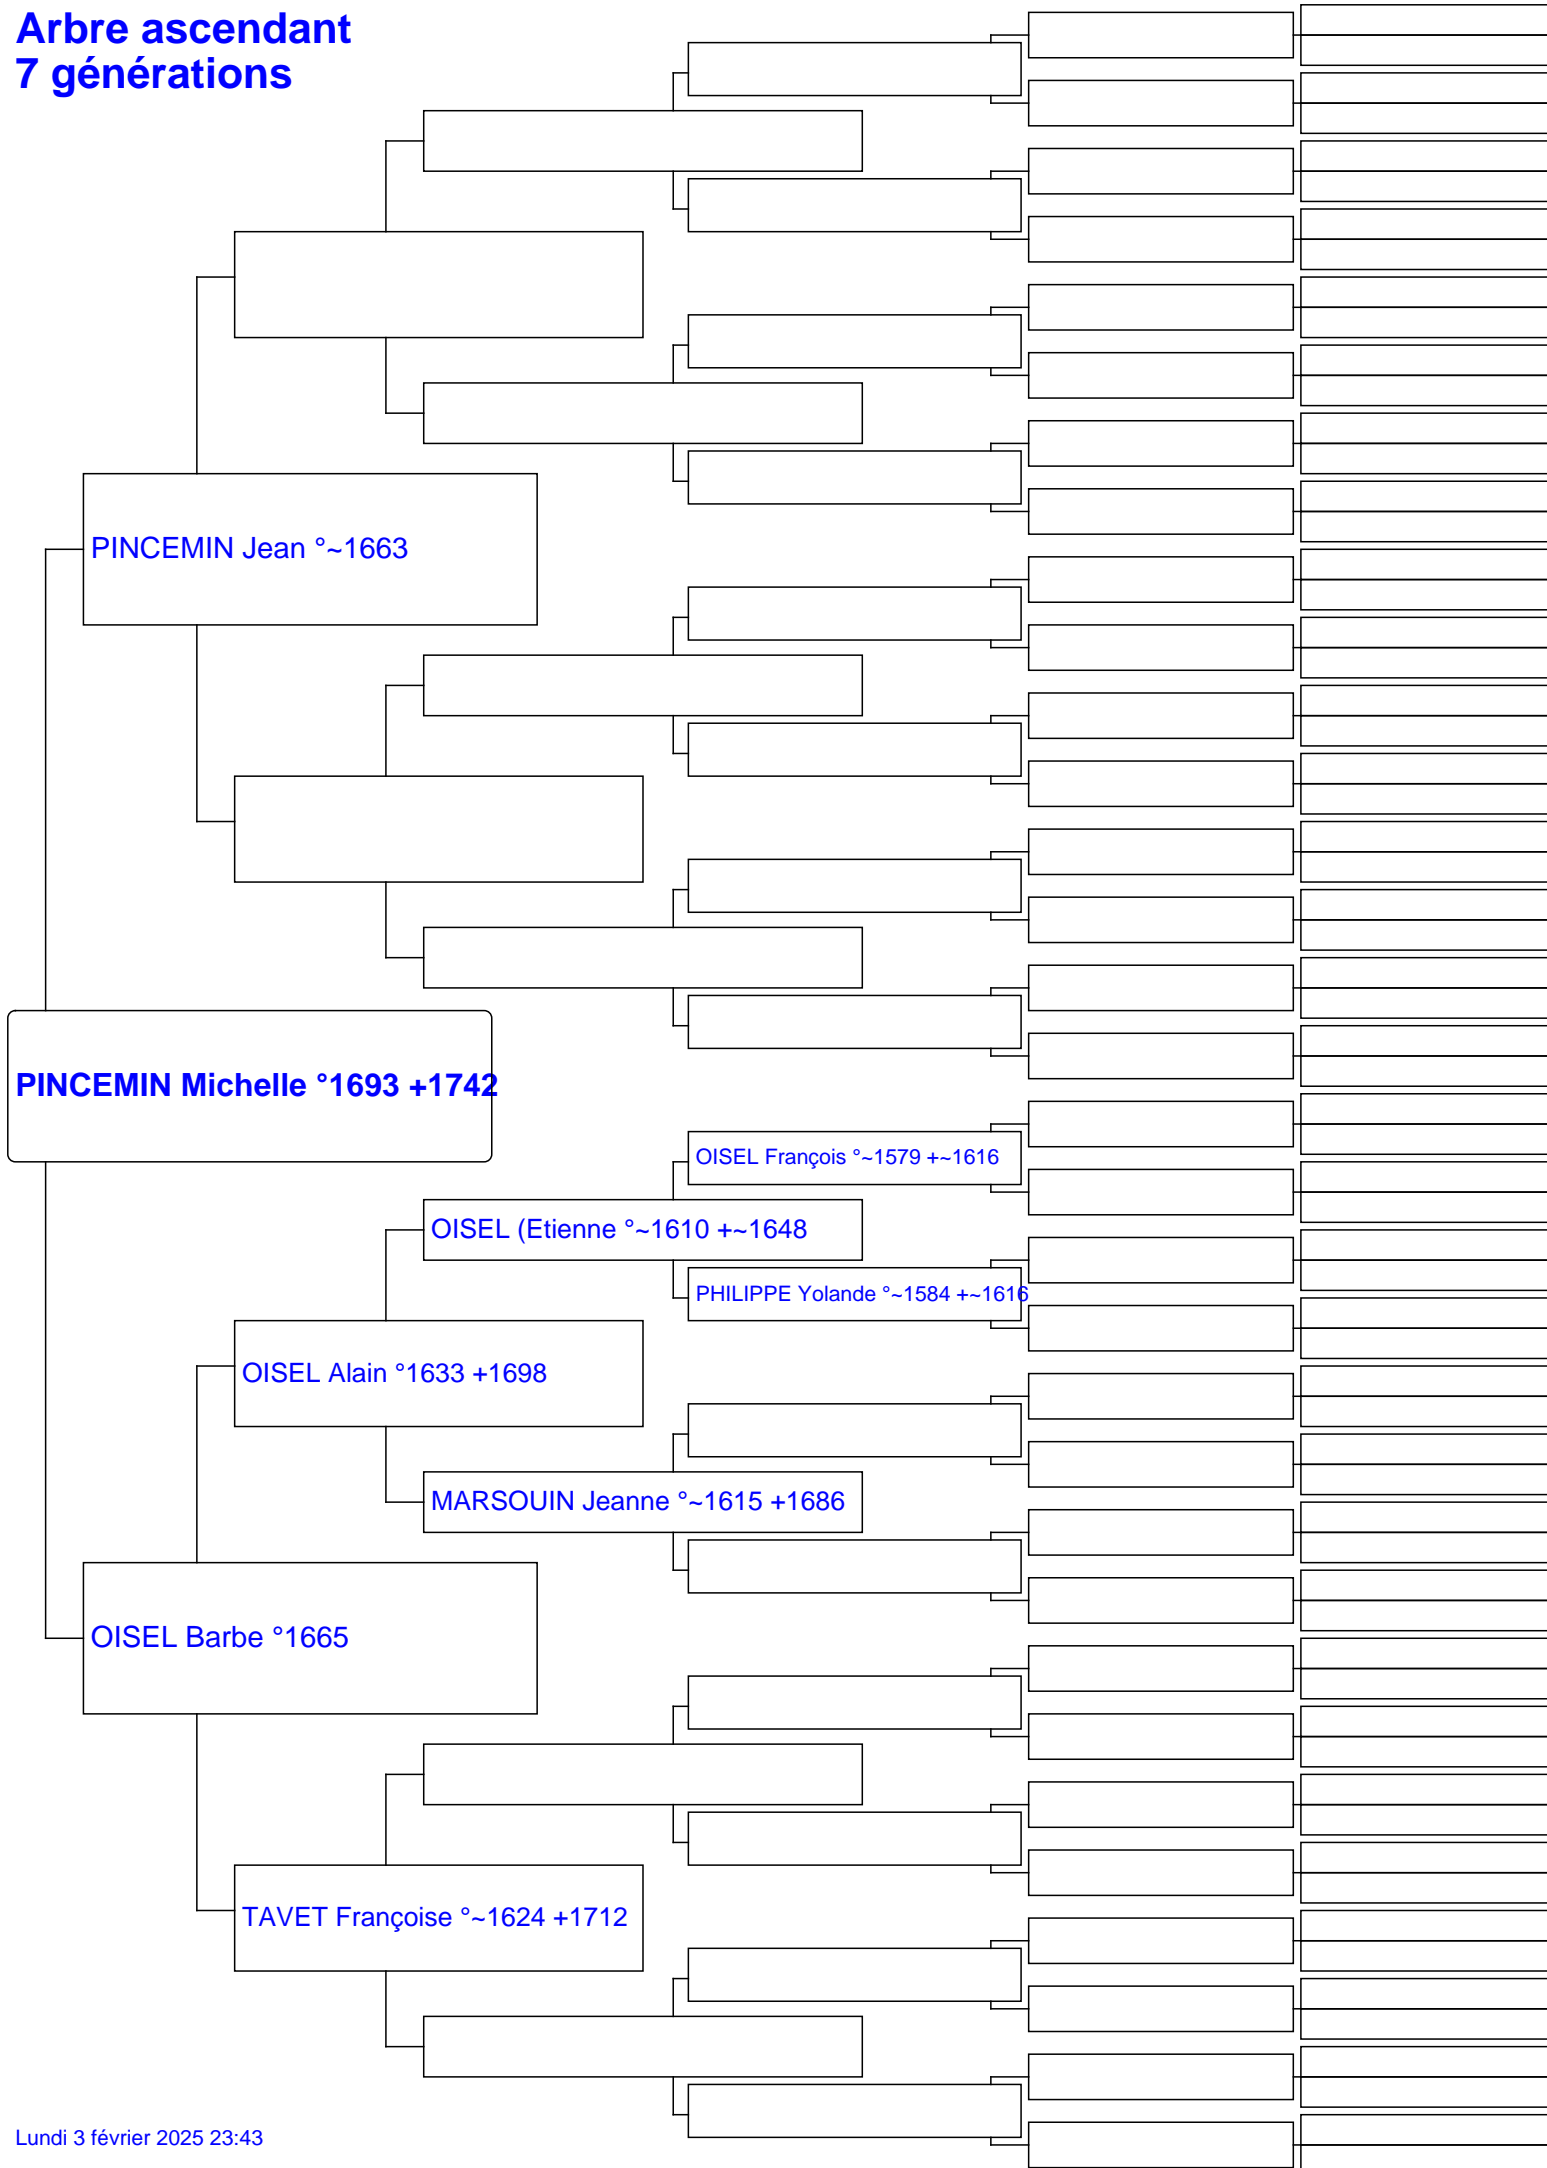 Arbre ascendant
7 générations
PINCEMIN Jean °~1663
PINCEMIN Michelle °1693 +1742
OISEL François °~1579 +~1616
OISEL (Etienne °~1610 +~1648
PHILIPPE Yolande °~1584 +~1616
OISEL Alain °1633 +1698
MARSOUIN Jeanne °~1615 +1686
OISEL Barbe °1665
TAVET Françoise °~1624 +1712
Lundi 3 février 2025 23:43